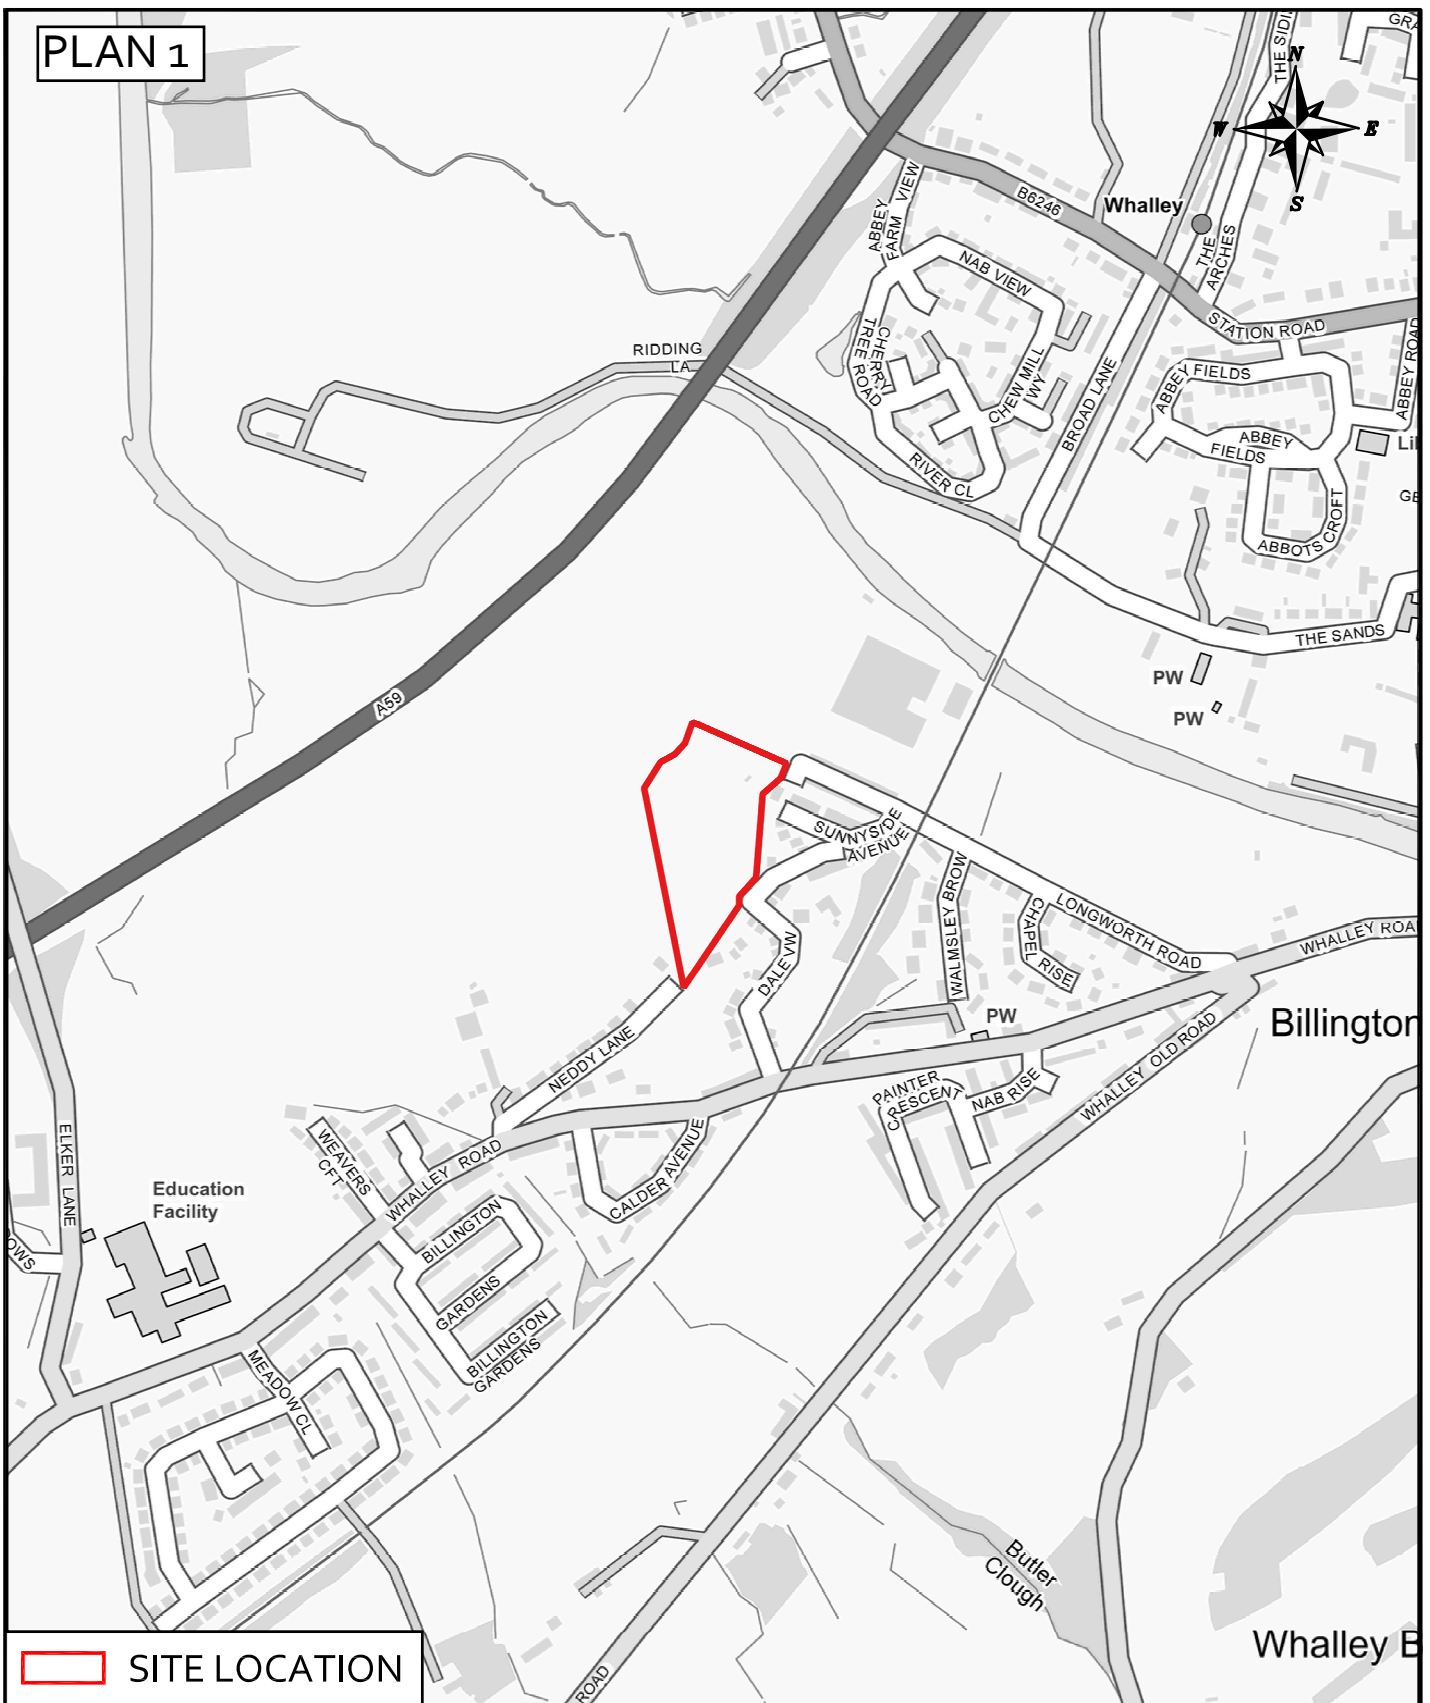 PLAN 1
THE SIDI
GRA
N
W
E
S
Whalley
B6246
ABBEY
FARM VIEW
NAB VIEW
THE
ARCHES
STATION ROAD
RIDDING
LA
CHERRY
TREE ROAD
CHEW MILL
WY
BROAD LANE
ABBEY FIELDS
ABBEY ROAD
ABBEY
FIELDS
Li
RIVER CL
GE
ABBOTS CROFT
THE SANDS
PW
PW
A59
SUNNYSIDE
AVENUE
WALMSLEY BROW
CHAPEL RISE
LONGWORTH ROAD
WHALLEY ROA
DALE VW
PW
Billington
NEDDY LANE
WHALLEY OLD ROAD
PAINTER
CRESCENT
NAB RISE
ELKER LANE
WEAVERS
CFT
WHALLEY ROAD
CALDER AVENUE
Education
Facility
BILLINGTON
GARDENS
OWS
BILLINGTON
GARDENS
MEADOW CL
Butler
Clough
Whalley B
ROAD
SITE LOCATION